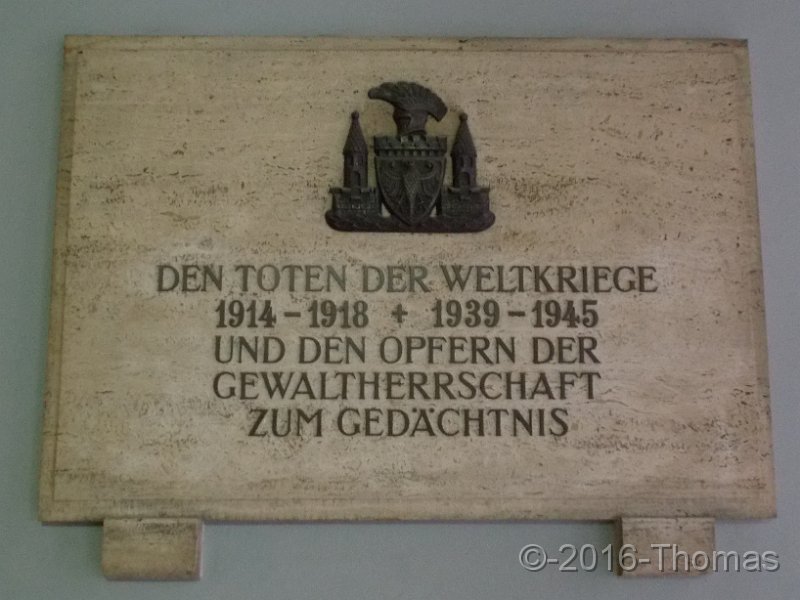 DEN TOTEN DER WELTKRIEGE
1914 – 1918 + 1939 – 1945
UND DEN OPFERN DER
GEWALTHERRSCHAFT
ZUM GEDÄCHTNIS
©-2016-Thomas